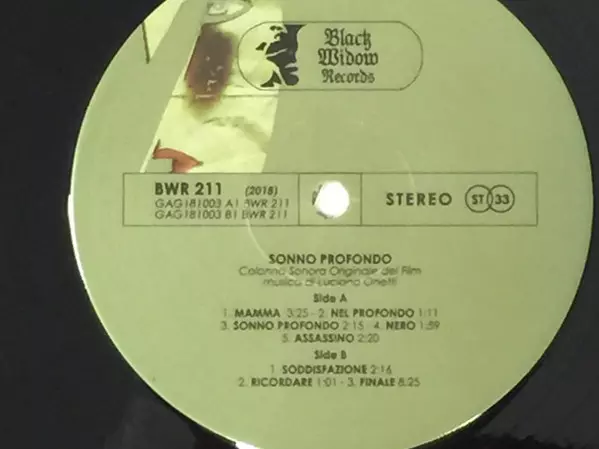 Black
Widow
Records
BWR 211 (2018)
GAG181003 A1 BWR 211
GAG181003 B1 BWR 211
STEREO ST 33
SONNO PROFONDO
Colonna Sonora Originale del Film
musica di Luciano Onetti
Side A
1. MAMMA 3:25 - 2. NEL PROFONDO 1:11
3. SONNO PROFONDO 2:15 - 4. NERO 1:59
5. ASSASSINO 2:20
Side B
1. SODDISFAZIONE 2:16
2. RICORDARE 1:01 - 3. FINALE 8:25